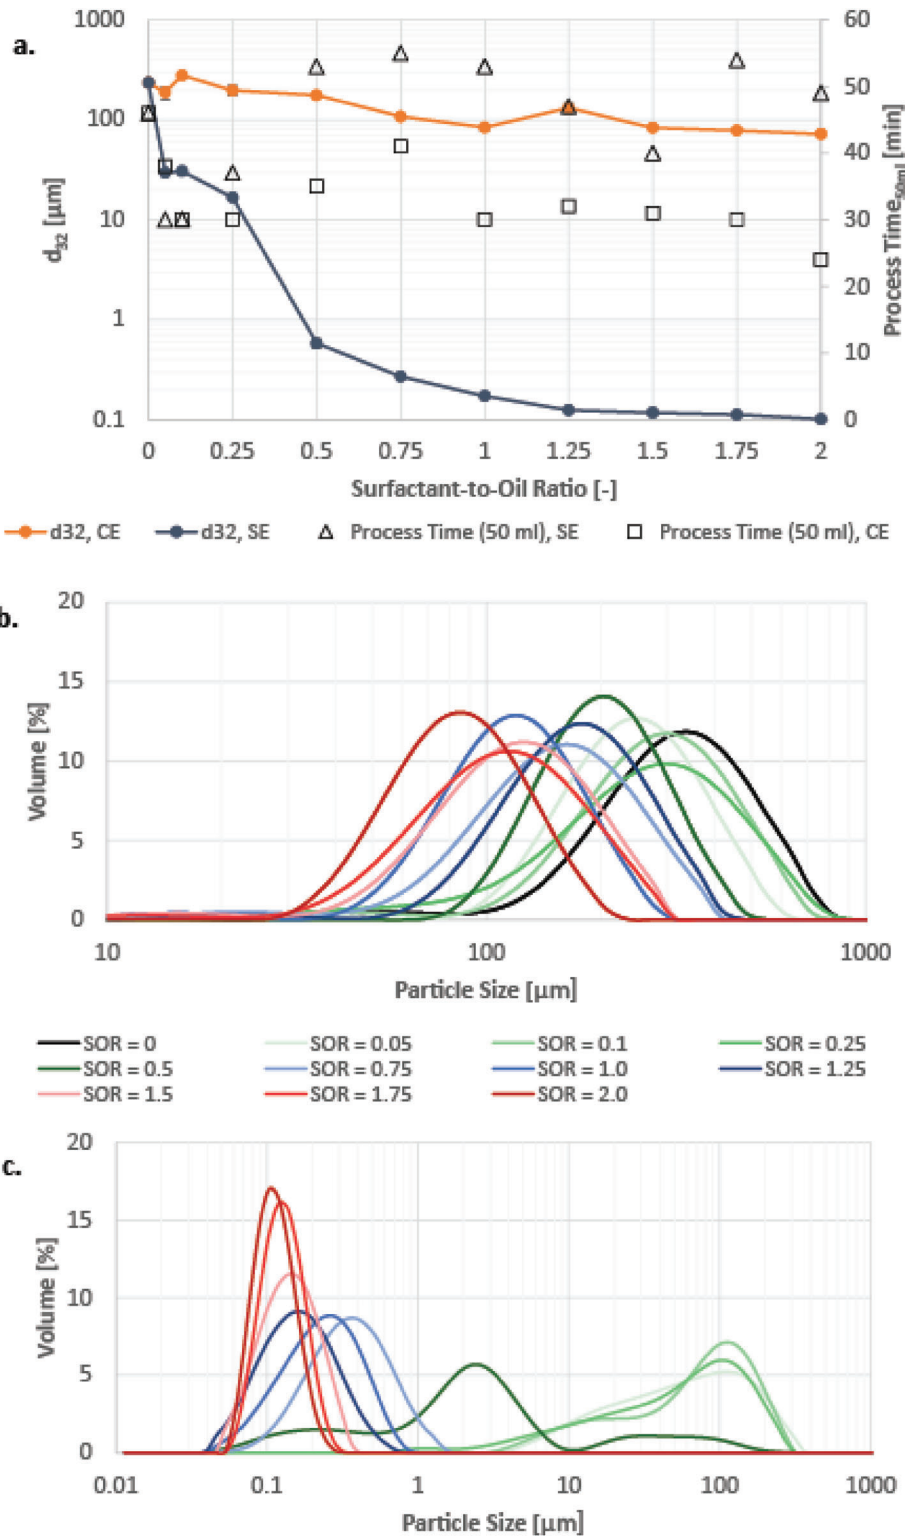 a.
1000
100
10
1
0.1
d32 [µm]
60
50
40
30
20
10
0
Process Time50ml [min]
0 0.25 0.5 0.75 1 1.25 1.5 1.75 2
Surfactant-to-Oil Ratio [-]
d32, CE d32, SE Process Time (50 ml), SE Process Time (50 ml), CE
b.
20
15
10
5
0
Volume [%]
10 100 1000
Particle Size [µm]
SOR = 0 SOR = 0.05 SOR = 0.1 SOR = 0.25
SOR = 0.5 SOR = 0.75 SOR = 1.0 SOR = 1.25
SOR = 1.5 SOR = 1.75 SOR = 2.0
c.
20
15
10
5
0
Volume [%]
0.01 0.1 1 10 100 1000
Particle Size [µm]